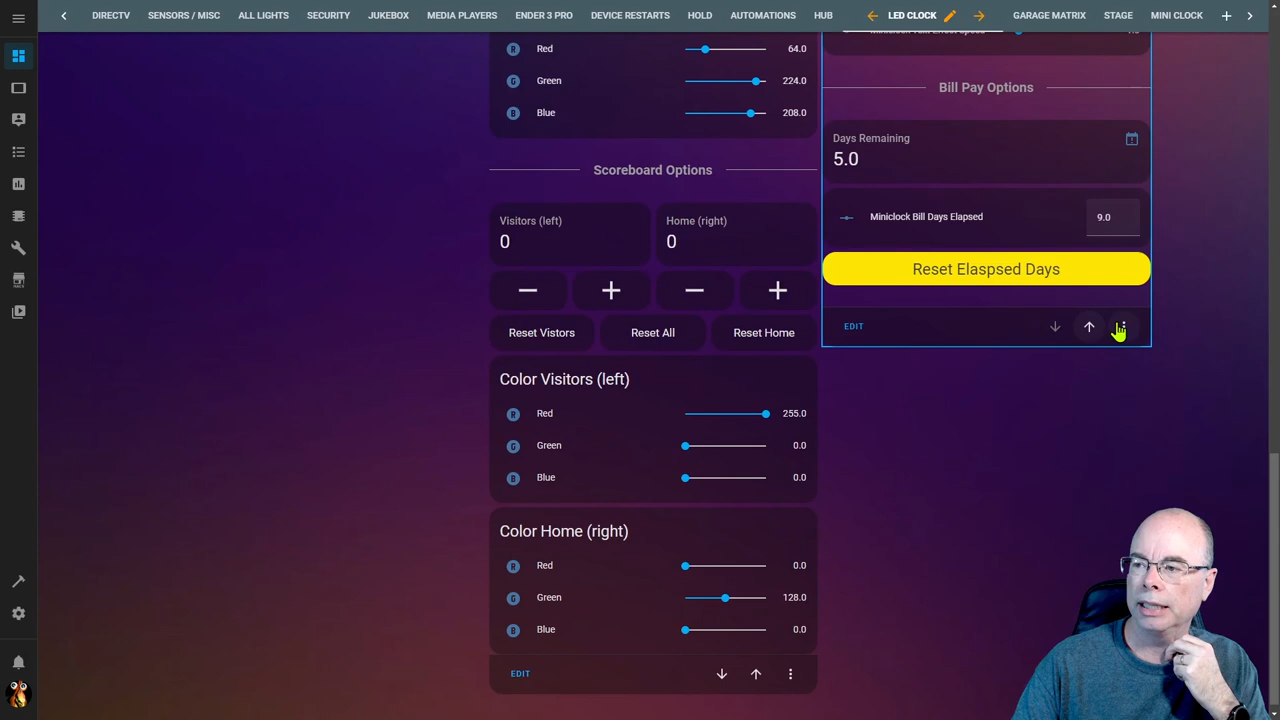 DIRECTV SENSORS / MISC ALL LIGHTS SECURITY JUKEBOX MEDIA PLAYERS ENDER 3 PRO DEVICE RESTARTS HOLD AUTOMATIONS HUB LED CLOCK GARAGE MATRIX STAGE MINI CLOCK
R Red 64.0
G Green 224.0
B Blue 208.0
Scoreboard Options
Visitors (left)
0
Home (right)
0
Reset Vistors Reset All Reset Home
Color Visitors (left)
R Red 255.0
G Green 0.0
B Blue 0.0
Color Home (right)
R Red 0.0
G Green 128.0
B Blue 0.0
EDIT
Bill Pay Options
Days Remaining
5.0
Miniclock Bill Days Elapsed 9.0
Reset Elaspsed Days
EDIT